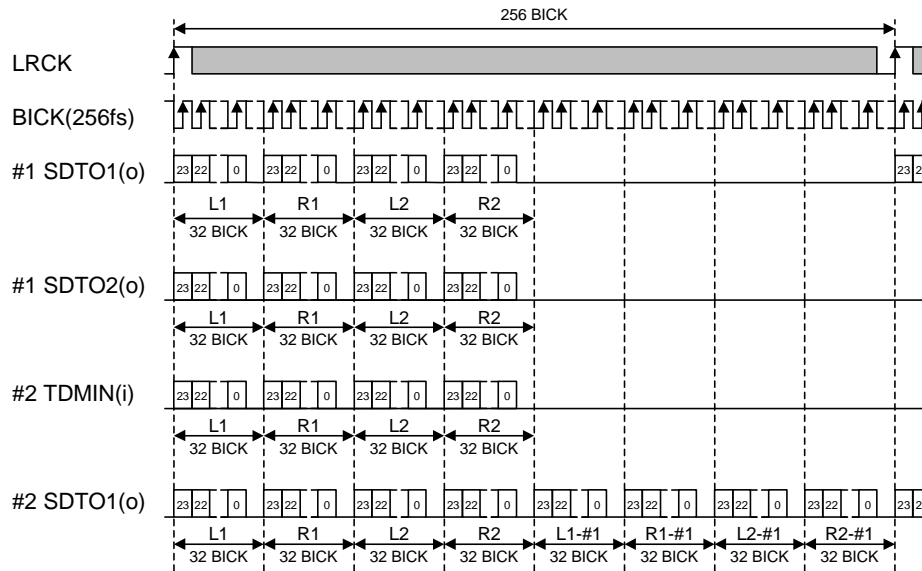 256 BICK
LRCK
BICK(256fs)
#1 SDTO1(o)
23 22 0 23 22 0 23 22 0 23 22 0 23 2
L1 R1 L2 R2
32 BICK 32 BICK 32 BICK 32 BICK
#1 SDTO2(o)
23 22 0 23 22 0 23 22 0 23 22 0
L1 R1 L2 R2
32 BICK 32 BICK 32 BICK 32 BICK
#2 TDMIN(i)
23 22 0 23 22 0 23 22 0 23 22 0
L1 R1 L2 R2
32 BICK 32 BICK 32 BICK 32 BICK
#2 SDTO1(o)
23 22 0 23 22 0 23 22 0 23 22 0 23 22 0 23 22 0 23 22 0 23 22 0 23 2
L1 R1 L2 R2 L1-#1 R1-#1 L2-#1 R2-#1
32 BICK 32 BICK 32 BICK 32 BICK 32 BICK 32 BICK 32 BICK 32 BICK